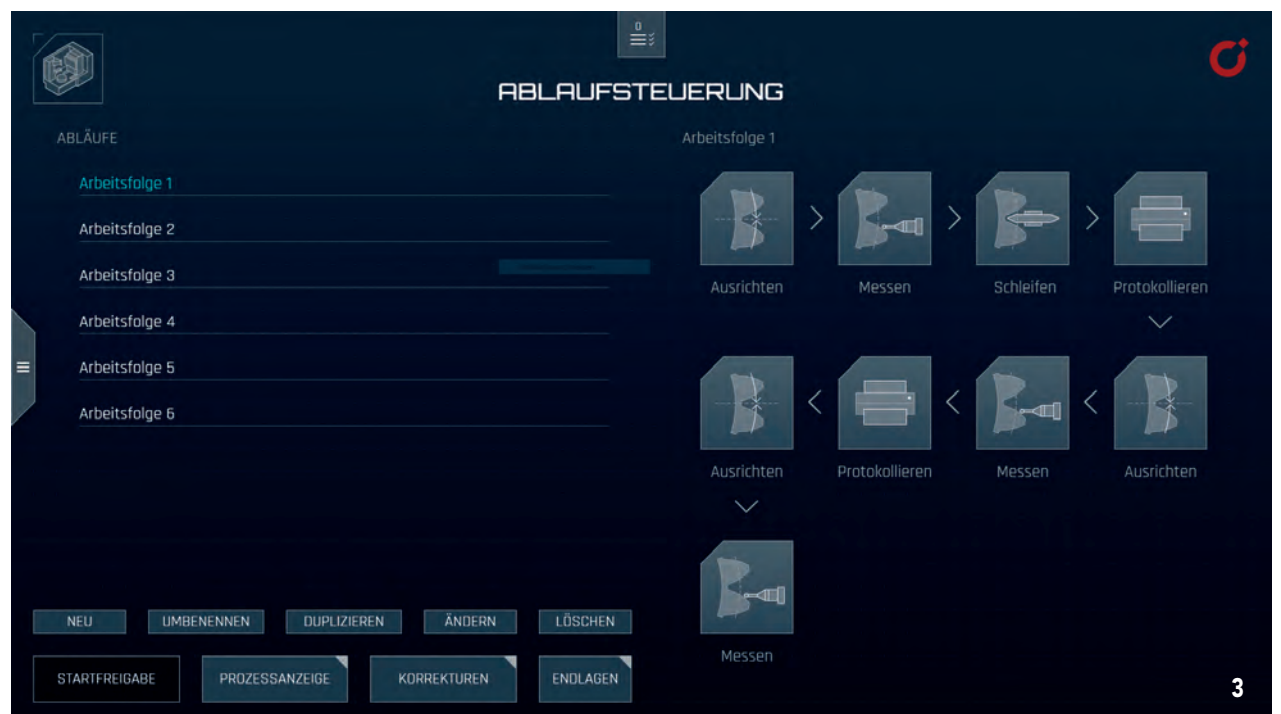 0
ABLAUFSTEUERUNG
ABLÄUFE
Arbeitsfolge 1
Arbeitsfolge 2
Arbeitsfolge 3
Arbeitsfolge 4
Arbeitsfolge 5
Arbeitsfolge 6
Arbeitsfolge 1
Ausrichten Messen Schleifen Protokollieren
Ausrichten Protokollieren Messen Ausrichten
Messen
NEU UMBENENNEN DUPLIZIEREN ÄNDERN LÖSCHEN
STARTFREIGABE PROZESSANZEIGE KORREKTUREN ENDLAGEN
3